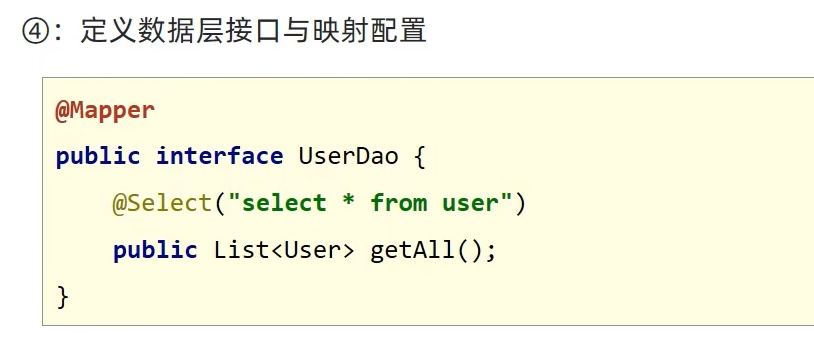 ④：定义数据层接口与映射配置
@Mapper
public interface UserDao {
    @Select("select * from user")
    public List<User> getAll();
}